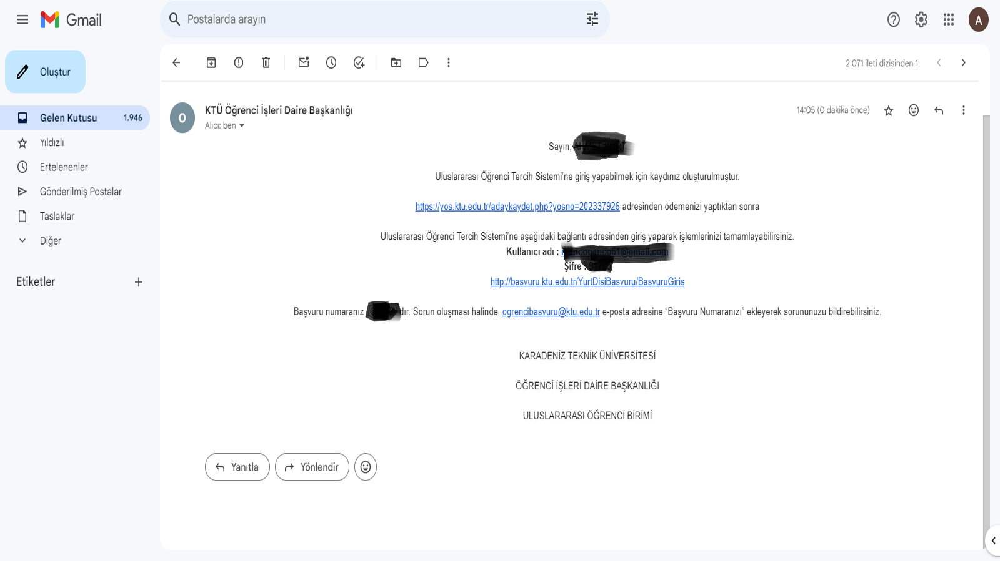 Gmail
Postalarda arayın
A
Oluştur
2.071 ileti dizisinden 1.
Gelen Kutusu 1.946
Yıldızlı
Ertelenenler
Gönderilmiş Postalar
Taslaklar
Diğer
Etiketler
O
KTÜ Öğrenci İşleri Daire Başkanlığı
14:05 (0 dakika önce)
Alıcı: ben
Sayın;
Uluslararası Öğrenci Tercih Sistemi'ne giriş yapabilmek için kaydınız oluşturulmuştur.
https://yos.ktu.edu.tr/adaykaydet.php?yosno=202337926 adresinden ödemenizi yaptıktan sonra
Uluslararası Öğrenci Tercih Sistemi'ne aşağıdaki bağlantı adresinden giriş yaparak işlemlerinizi tamamlayabilirsiniz.
Kullanıcı adı :
Şifre :
http://basvuru.ktu.edu.tr/YurtDisiBasvuru/BasvuruGiris
Başvuru numaranız dır. Sorun oluşması halinde, ogrencibasvuru@ktu.edu.tr e-posta adresine “Başvuru Numaranızı” ekleyerek sorununuzu bildirebilirsiniz.
KARADENİZ TEKNİK ÜNİVERSİTESİ
ÖĞRENCİ İŞLERİ DAİRE BAŞKANLIĞI
ULUSLARARASI ÖĞRENCİ BİRİMİ
Yanıtla
Yönlendir